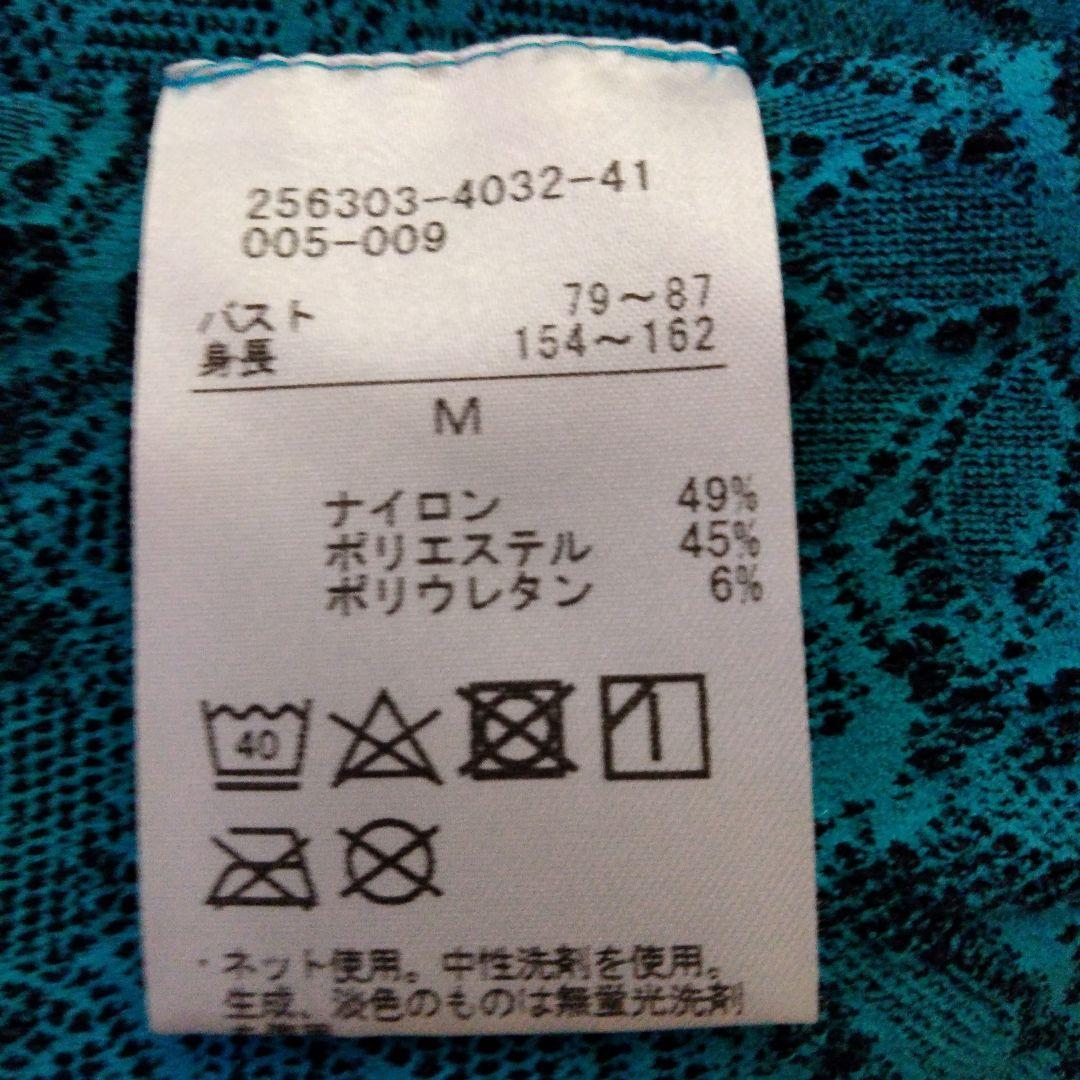 256303-4032-41
005-009
バスト 79～87
身長 154～162
M
ナイロン 49%
ポリエステル 45%
ポリウレタン 6%
40
・ネット使用。中性洗剤を使用。
生成、淡色のものは無蛍光洗剤